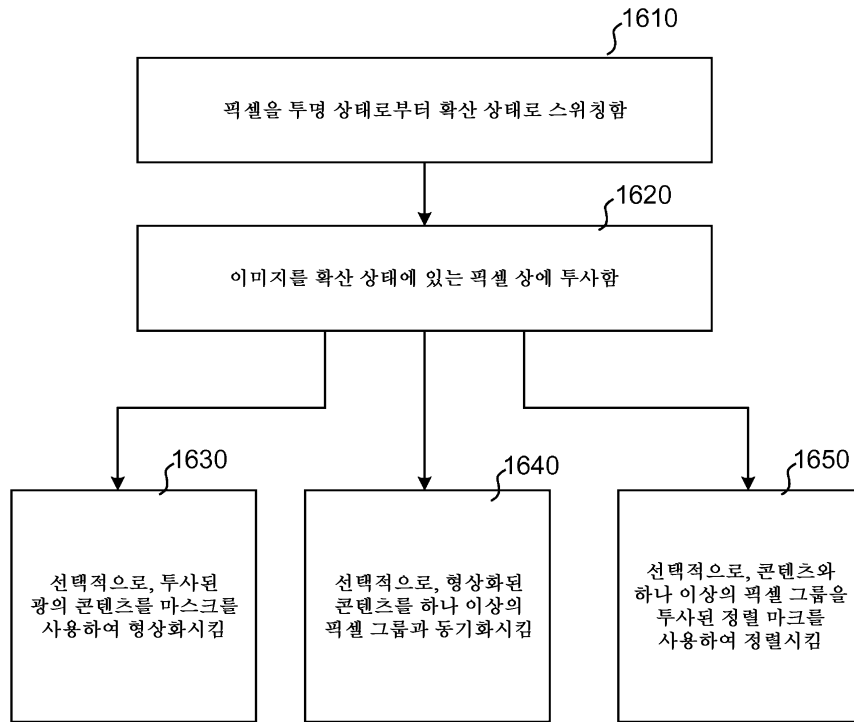 1610
픽셀을 투명 상태로부터 확산 상태로 스위칭함
1620
이미지를 확산 상태에 있는 픽셀 상에 투사함
1630
선택적으로, 투사된
광의 콘텐츠를 마스크를
사용하여 형상화시킴
1640
선택적으로, 형상화된
콘텐츠를 하나 이상의
픽셀 그룹과 동기화시킴
1650
선택적으로, 콘텐츠와
하나 이상의 픽셀 그룹을
투사된 정렬 마크를
사용하여 정렬시킴